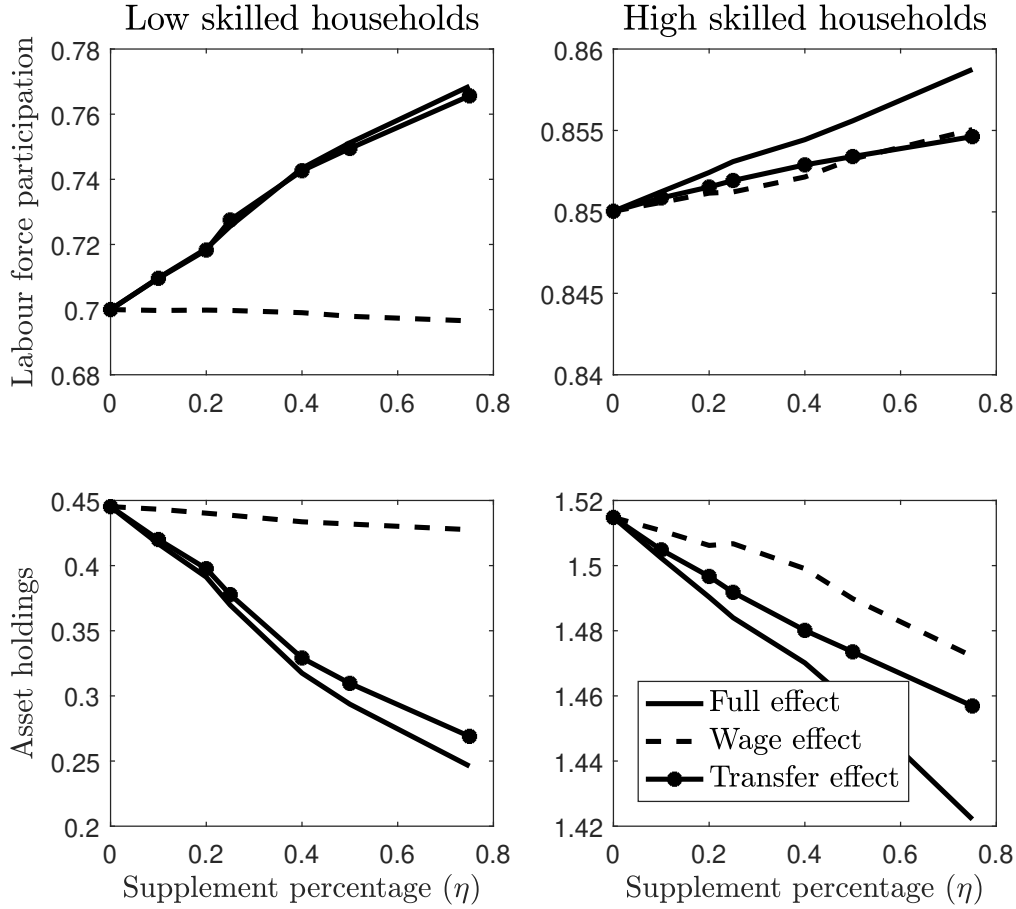 Low skilled households
High skilled households
Labour force participation
0.78
0.76
0.74
0.72
0.7
0.68
0 0.2 0.4 0.6 0.8
0.86
0.855
0.85
0.845
0.84
0 0.2 0.4 0.6 0.8
Asset holdings
0.45
0.4
0.35
0.3
0.25
0.2
0 0.2 0.4 0.6 0.8
Supplement percentage (η)
1.52
1.5
1.48
1.46
1.44
1.42
Full effect
Wage effect
Transfer effect
0 0.2 0.4 0.6 0.8
Supplement percentage (η)